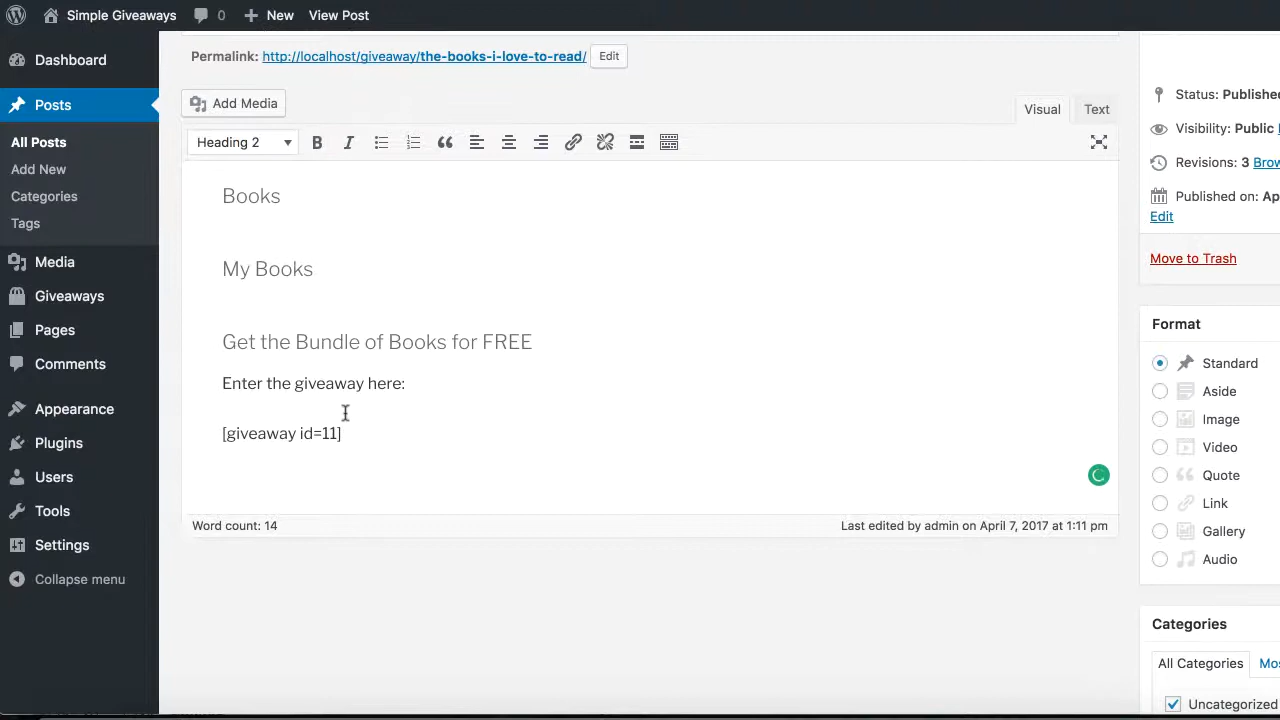 Simple Giveaways 0 New View Post
Dashboard
Posts
All Posts
Add New
Categories
Tags
Media
Giveaways
Pages
Comments
Appearance
Plugins
Users
Tools
Settings
Collapse menu
Permalink: http://localhost/giveaway/the-books-i-love-to-read/ Edit
Add Media
Visual Text
Heading 2
Books
My Books
Get the Bundle of Books for FREE
Enter the giveaway here:
[giveaway id=11]
Word count: 14
Last edited by admin on April 7, 2017 at 1:11 pm
Status: Published
Visibility: Public
Revisions: 3 Brow
Published on: Ap
Edit
Move to Trash
Format
Standard
Aside
Image
Video
Quote
Link
Gallery
Audio
Categories
All Categories Mos
Uncategorized